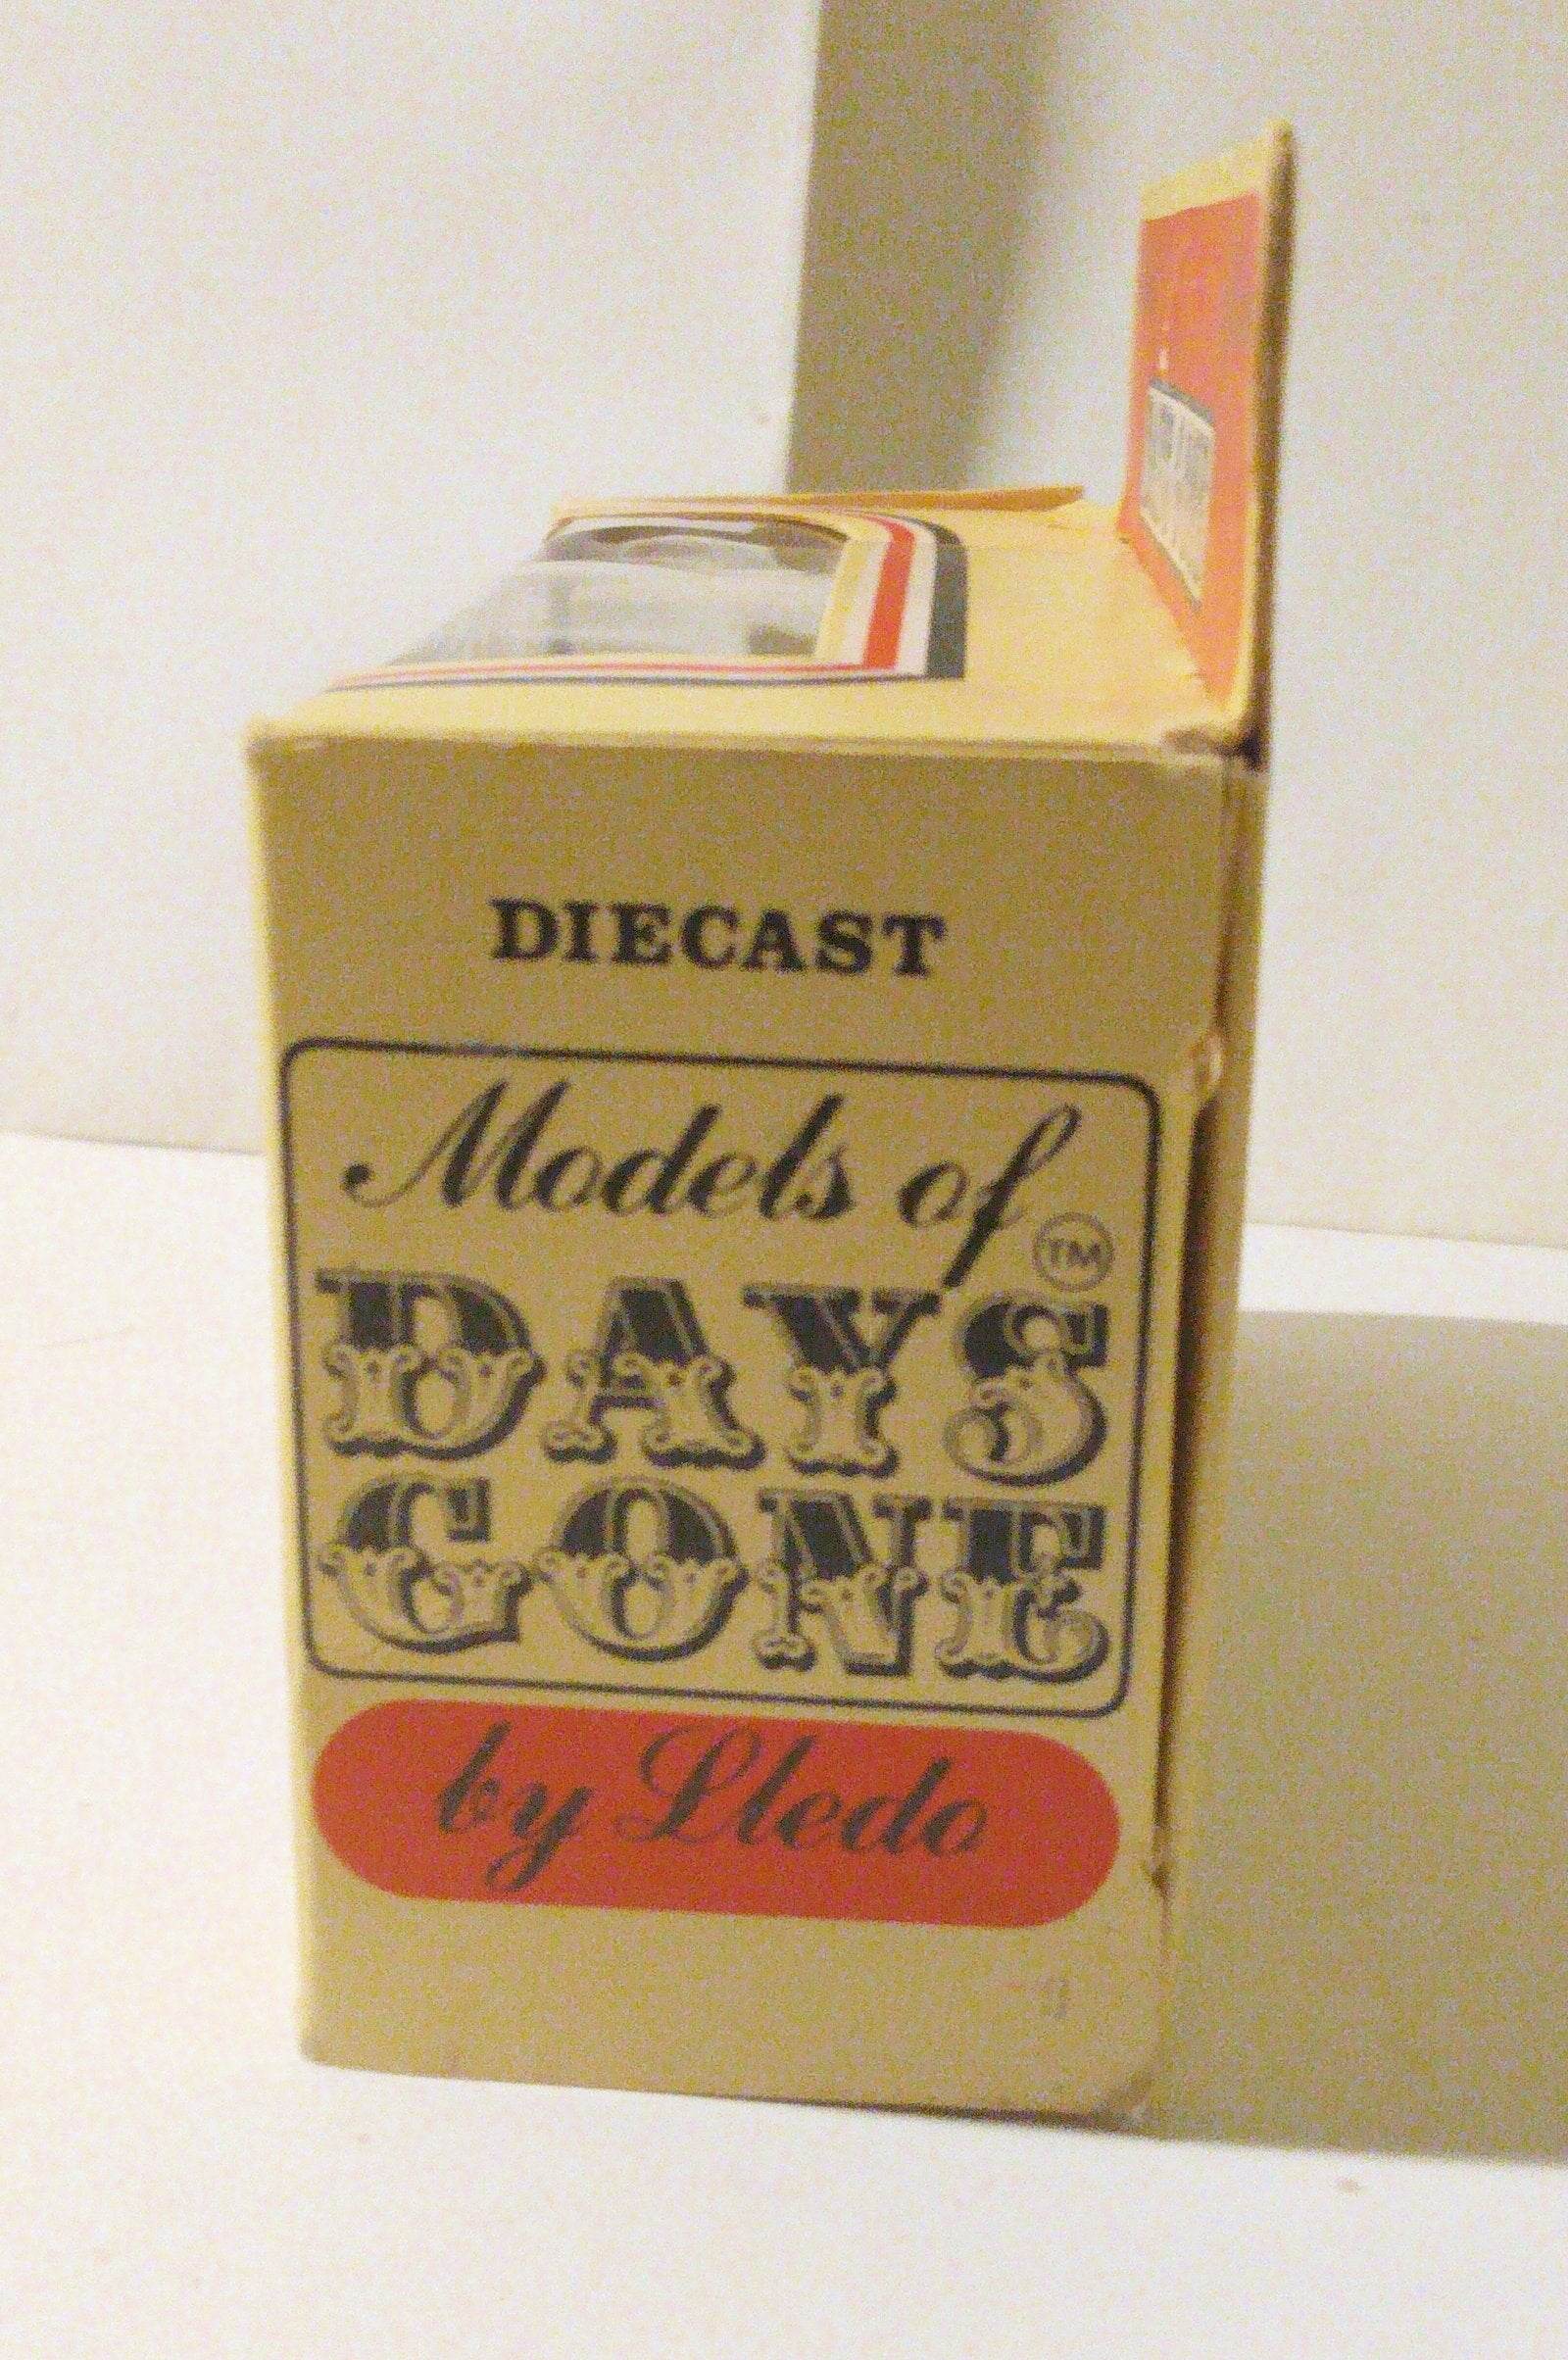 DIECAST
Models of
TM
DAYS
GONE
by Lledo